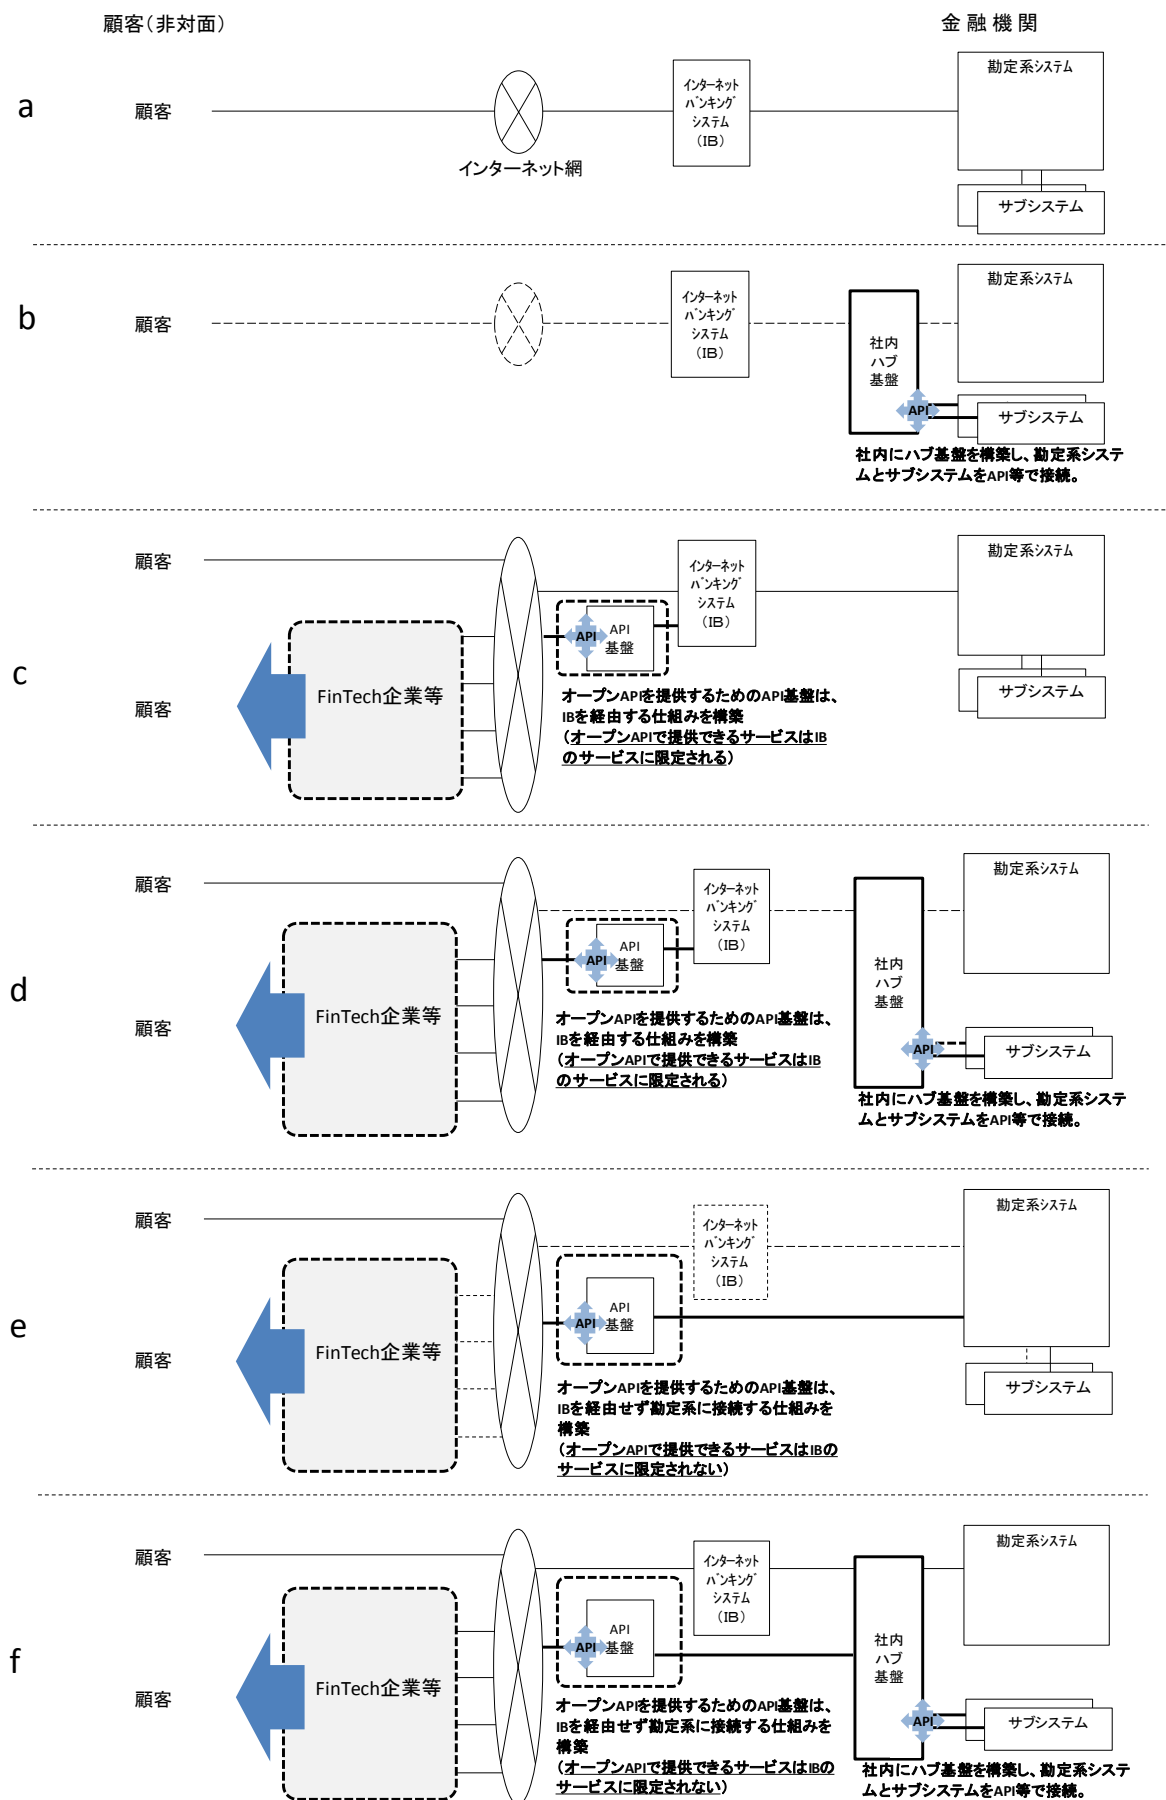 顧客（非対面）
金 融 機 関
a
顧客
インターネット網
インターネット
バンキング
システム
（ＩＢ）
勘定系システム
サブシステム
b
顧客
インターネット
バンキング
システム
（ＩＢ）
社内
ハブ
基盤
勘定系システム
API
サブシステム
社内にハブ基盤を構築し、勘定系システ
ムとサブシステムをAPI等で接続。
c
顧客
顧客
FinTech企業等
API
API
基盤
インターネット
バンキング
システム
（ＩＢ）
勘定系システム
サブシステム
オープンAPIを提供するためのAPI基盤は、
IBを経由する仕組みを構築
（オープンAPIで提供できるサービスはIB
のサービスに限定される）
d
顧客
顧客
FinTech企業等
API
API
基盤
インターネット
バンキング
システム
（ＩＢ）
社内
ハブ
基盤
勘定系システム
API
サブシステム
オープンAPIを提供するためのAPI基盤は、
IBを経由する仕組みを構築
（オープンAPIで提供できるサービスはIB
のサービスに限定される）
社内にハブ基盤を構築し、勘定系システ
ムとサブシステムをAPI等で接続。
e
顧客
顧客
FinTech企業等
API
API
基盤
インターネット
バンキング
システム
（ＩＢ）
勘定系システム
サブシステム
オープンAPIを提供するためのAPI基盤は、
IBを経由せず勘定系に接続する仕組みを
構築
（オープンAPIで提供できるサービスはIBの
サービスに限定されない）
f
顧客
顧客
FinTech企業等
API
API
基盤
インターネット
バンキング
システム
（ＩＢ）
社内
ハブ
基盤
勘定系システム
API
サブシステム
オープンAPIを提供するためのAPI基盤は、
IBを経由せず勘定系に接続する仕組みを
構築
（オープンAPIで提供できるサービスはIBの
サービスに限定されない）
社内にハブ基盤を構築し、勘定系システ
ムとサブシステムをAPI等で接続。